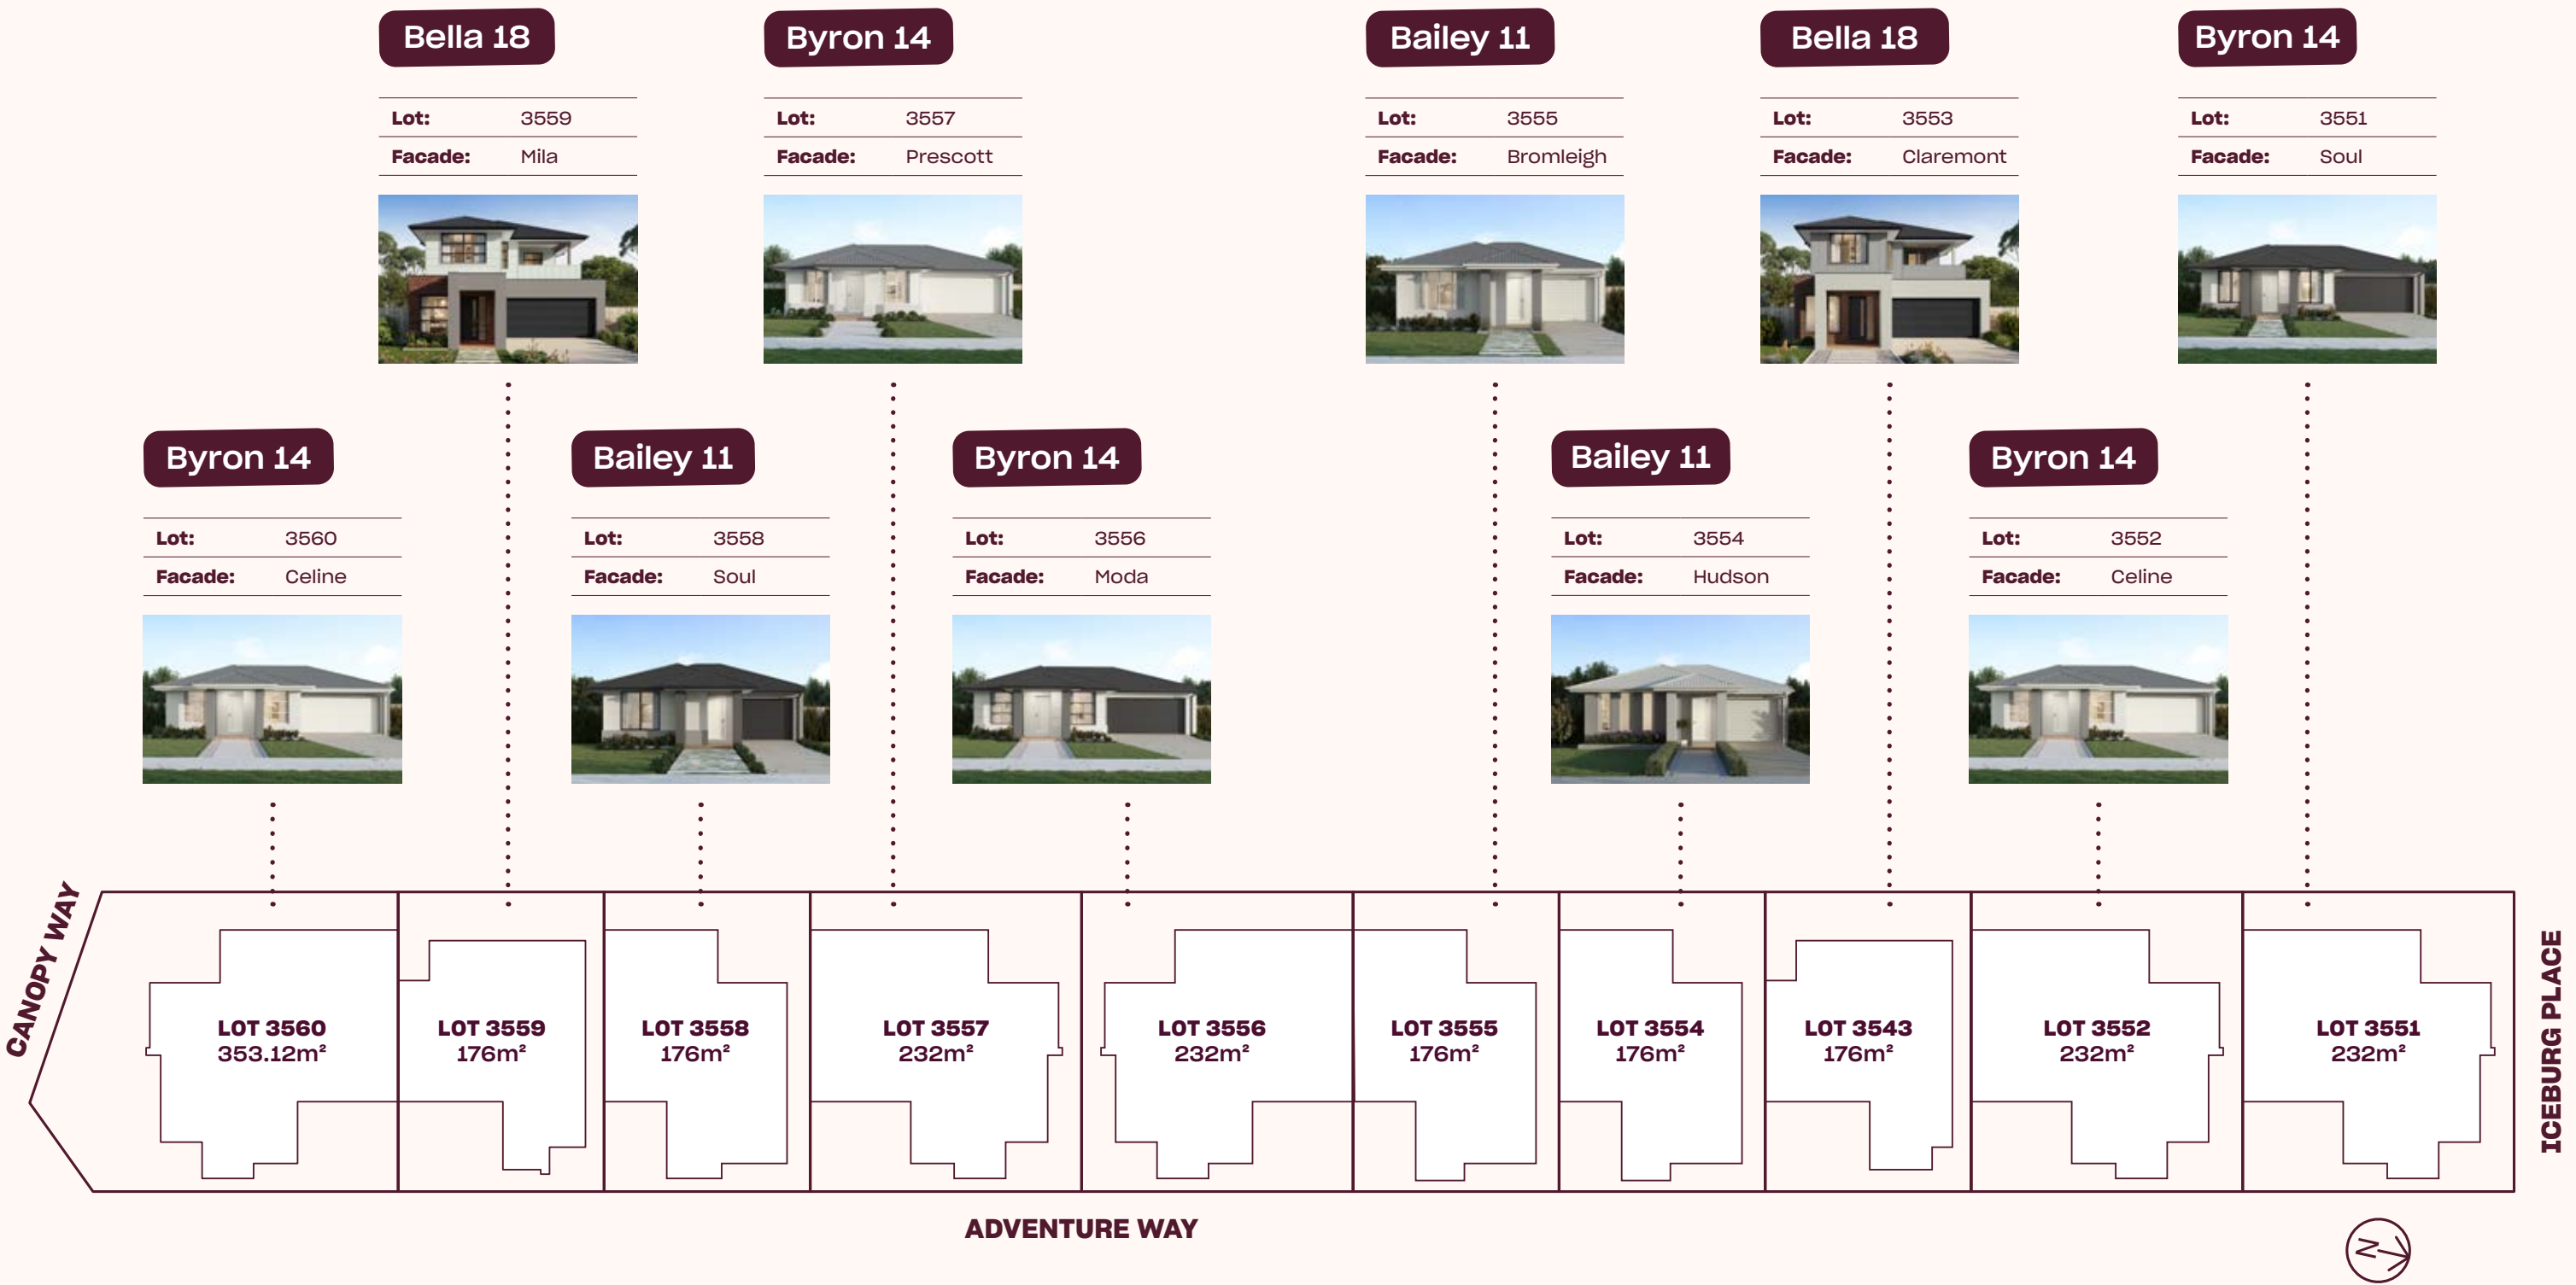 Bella 18
Lot: 3559
Facade: Mila
Byron 14
Lot: 3557
Facade: Prescott
Bailey 11
Lot: 3555
Facade: Bromleigh
Bella 18
Lot: 3553
Facade: Claremont
Byron 14
Lot: 3551
Facade: Soul
Byron 14
Lot: 3560
Facade: Celine
Bailey 11
Lot: 3558
Facade: Soul
Byron 14
Lot: 3556
Facade: Moda
Bailey 11
Lot: 3554
Facade: Hudson
Byron 14
Lot: 3552
Facade: Celine
CANOPY WAY
LOT 3560
353.12m²
LOT 3559
176m²
LOT 3558
176m²
LOT 3557
232m²
LOT 3556
232m²
LOT 3555
176m²
LOT 3554
176m²
LOT 3543
176m²
LOT 3552
232m²
LOT 3551
232m²
ICEBURG PLACE
ADVENTURE WAY
N